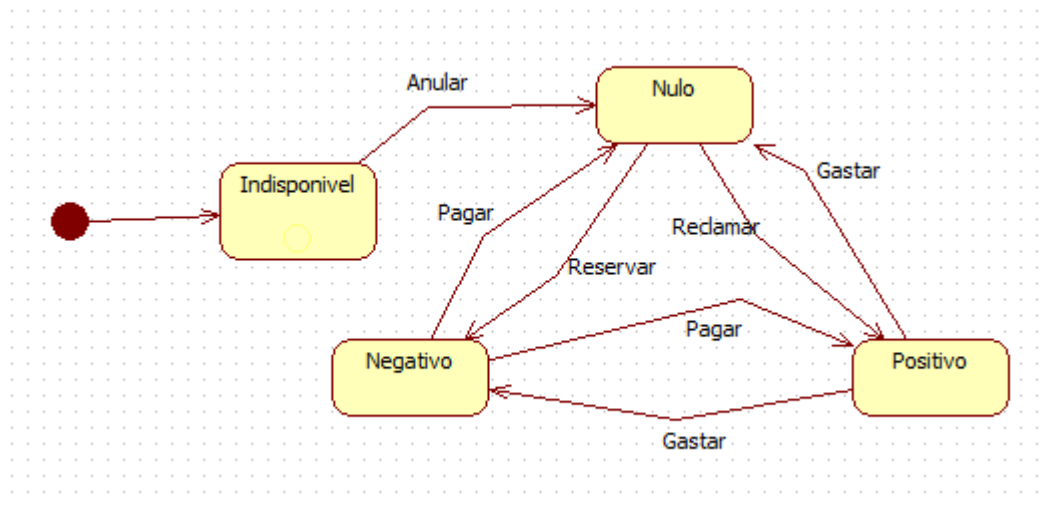 Anular
Nulo
Indisponivel
Gastar
Pagar
Reclamar
Reservar
Pagar
Negativo
Positivo
Gastar